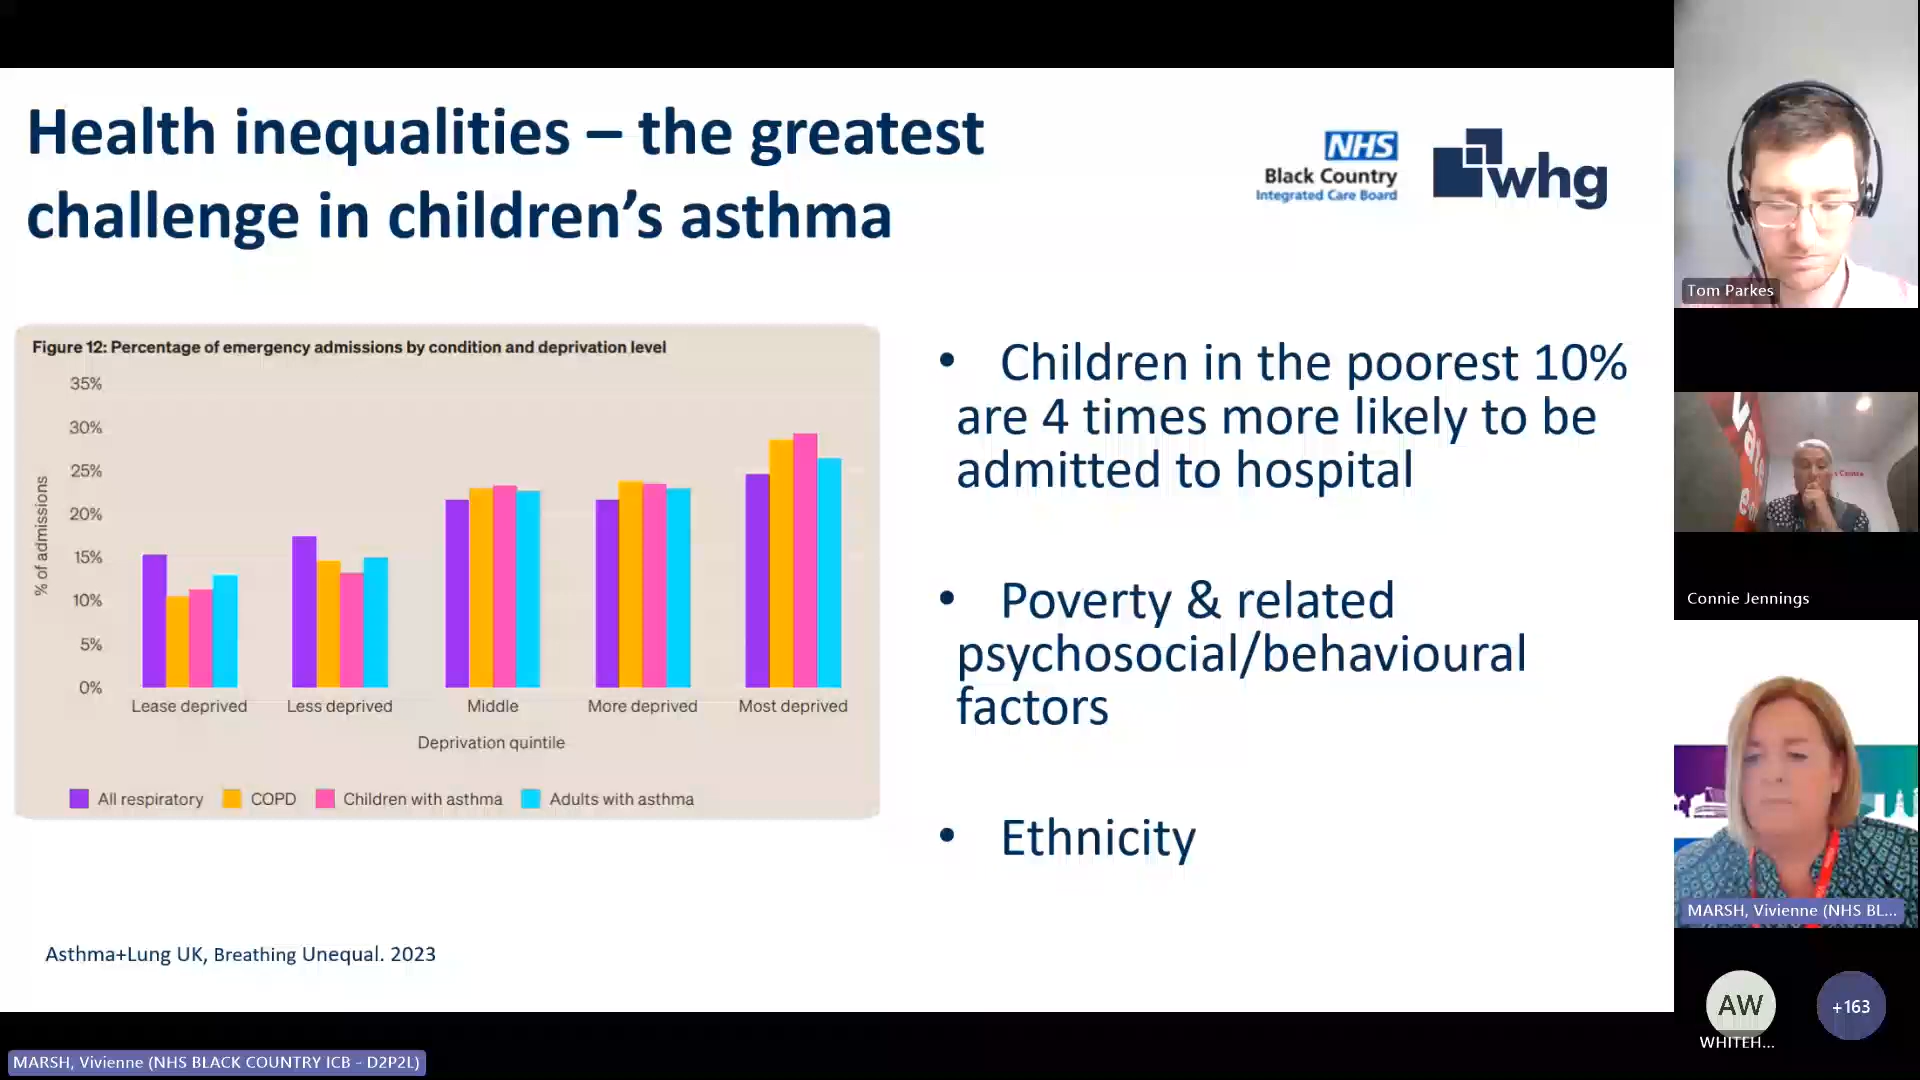 Health inequalities – the greatest
challenge in children's asthma
NHS
Black Country
Integrated Care Board
whg
Figure 12: Percentage of emergency admissions by condition and deprivation level
35%
30%
25%
20%
15%
10%
5%
0%
% of admissions
Lease deprived
Less deprived
Middle
More deprived
Most deprived
Deprivation quintile
All respiratory
COPD
Children with asthma
Adults with asthma
• Children in the poorest 10%
are 4 times more likely to be
admitted to hospital
• Poverty & related
psychosocial/behavioural
factors
• Ethnicity
Asthma+Lung UK, Breathing Unequal. 2023
MARSH, Vivienne (NHS BLACK COUNTRY ICB - D2P2L)
Tom Parkes
Connie Jennings
MARSH, Vivienne (NHS BL...
AW
WHITEH...
+163